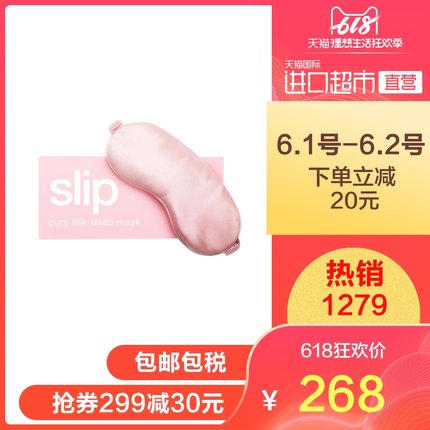 618
天猫 理想生活狂欢季
天猫国际
进口超市 直营
6.1号-6.2号
下单立减
20元
slip
pure silk sleep mask
热销
1279
包邮包税
618狂欢价
抢券299减30元
¥ 268